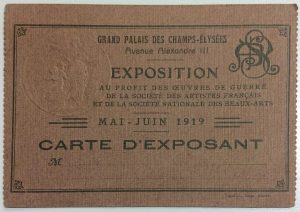 GRAND PALAIS DES CHAMPS-ÉLYSÉES
Avenue Alexandre III
EXPOSITION
AU PROFIT DES ŒUVRES DE GUERRE
DE LA SOCIÉTÉ DES ARTISTES FRANÇAIS
ET DE LA SOCIÉTÉ NATIONALE DES BEAUX-ARTS
MAI-JUIN 1919
CARTE D'EXPOSANT
M